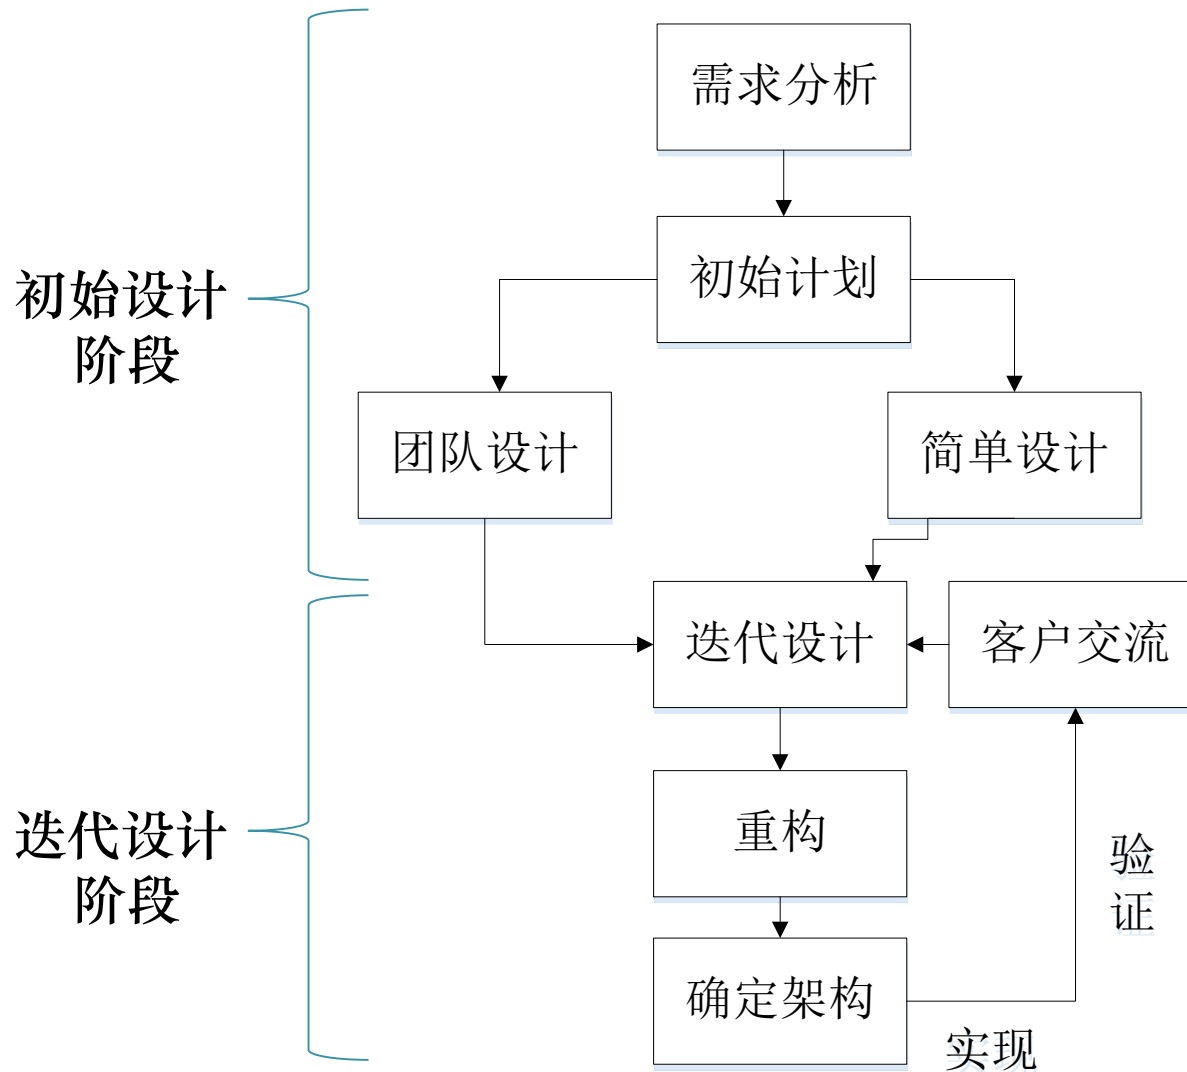 需求分析
初始计划
初始设计
阶段
团队设计
简单设计
迭代设计
客户交流
重构
迭代设计
阶段
验
证
确定架构
实现